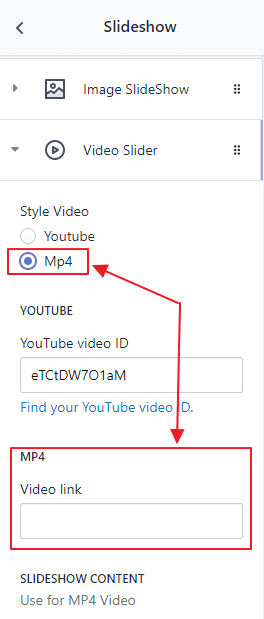 Slideshow
Image SlideShow
Video Slider
Style Video
Youtube
Mp4
YOUTUBE
YouTube video ID
eTCtDW7O1aM
Find your YouTube video ID.
MP4
Video link
SLIDESHOW CONTENT
Use for MP4 Video